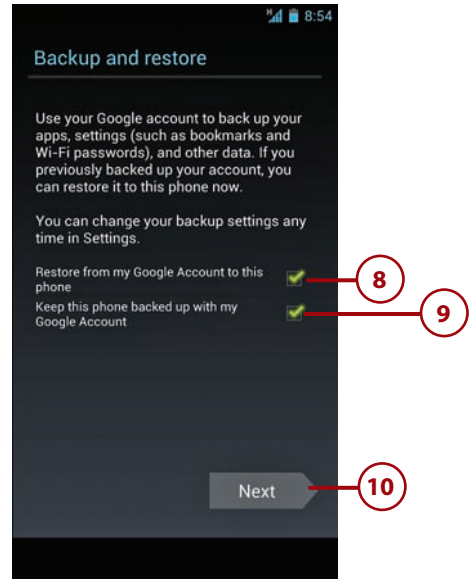 H 8:54
Backup and restore
Use your Google account to back up your
apps, settings (such as bookmarks and
Wi-Fi passwords), and other data. If you
previously backed up your account, you
can restore it to this phone now.
You can change your backup settings any
time in Settings.
Restore from my Google Account to this
phone
8
Keep this phone backed up with my
Google Account
9
Next
10